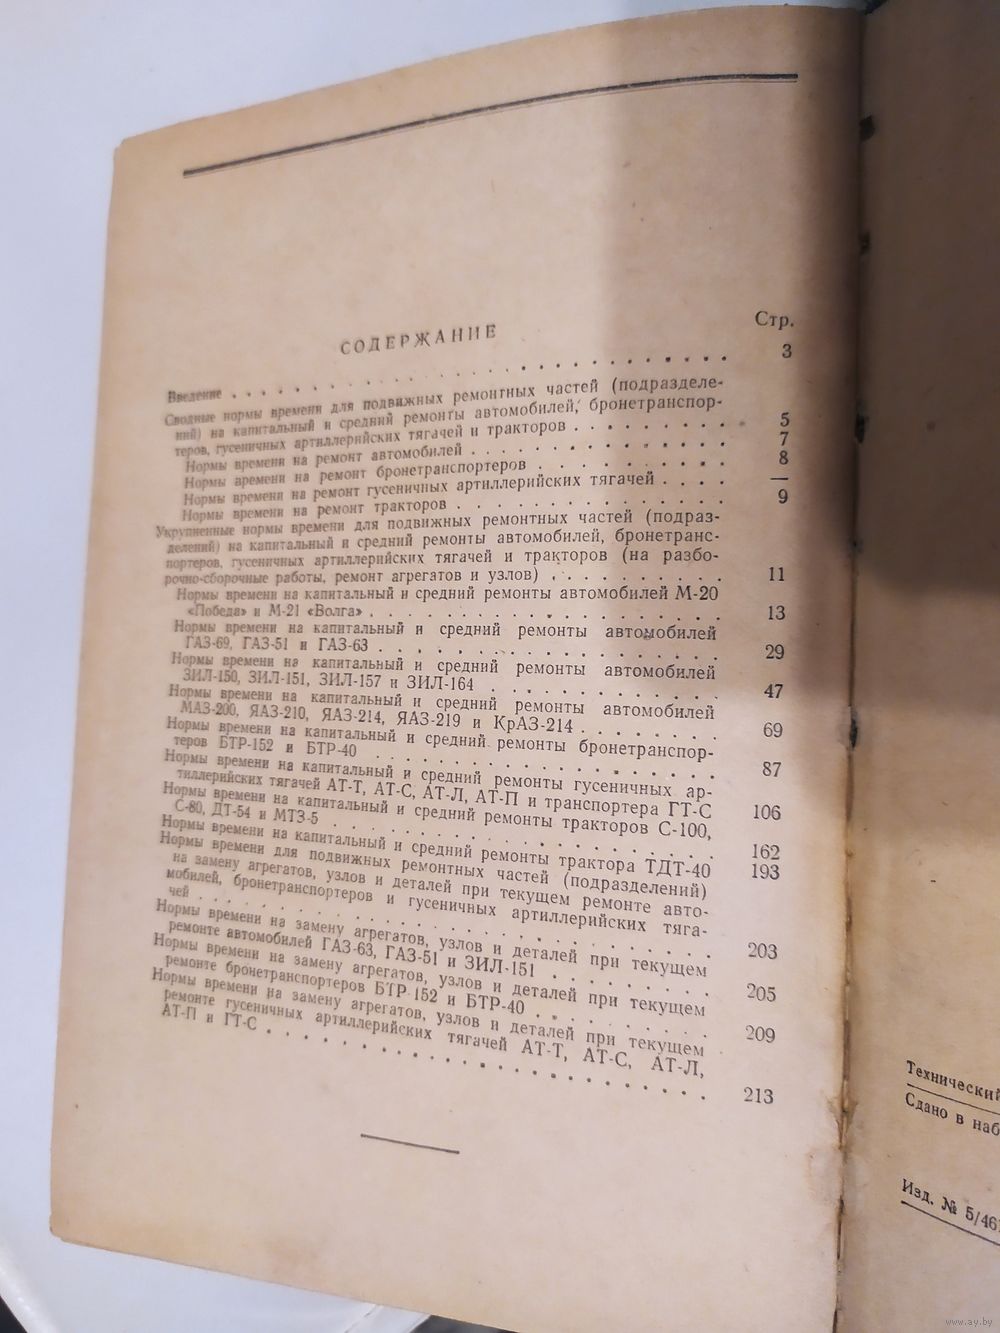 СОДЕРЖАНИЕ
Стр.
Введение . . . . . . . . . . . . . . . . . . . . 3
Сводные нормы времени для подвижных ремонтных частей (подразделе-
ний) на капитальный и средний ремонты автомобилей, бронетранспор-
теров, гусеничных артиллерийских тягачей и тракторов . . . . . . . . . 5
Нормы времени на ремонт автомобилей . . . . . . . . . . . . . . 7
Нормы времени на ремонт бронетранспортеров . . . . . . . . . . 8
Нормы времени на ремонт гусеничных артиллерийских тягачей . . . . —
Нормы времени на ремонт тракторов . . . . . . . . . . . . . . 9
Укрупненные нормы времени для подвижных ремонтных частей (подраз-
делений) на капитальный и средний ремонты автомобилей, бронетранс-
портеров, гусеничных артиллерийских тягачей и тракторов (на разбо-
рочно-сборочные работы, ремонт агрегатов и узлов) . . . . . . . . . 11
Нормы времени на капитальный и средний ремонты автомобилей М-20
«Победа» и М-21 «Волга» . . . . . . . . . . . . . . . . . 13
Нормы времени на капитальный и средний ремонты автомобилей
ГАЗ-69, ГАЗ-51 и ГАЗ-63 . . . . . . . . . . . . . . . . . 29
Нормы времени на капитальный и средний ремонты автомобилей
ЗИЛ-150, ЗИЛ-151, ЗИЛ-157 и ЗИЛ-164 . . . . . . . . . . . 47
Нормы времени на капитальный и средний ремонты автомобилей
МАЗ-200, ЯАЗ-210, ЯАЗ-214, ЯАЗ-219 и КрАЗ-214 . . . . . . . 69
Нормы времени на капитальный и средний ремонты бронетранспор-
теров БТР-152 и БТР-40 . . . . . . . . . . . . . . . . . 87
Нормы времени на капитальный и средний ремонты гусеничных ар-
тиллерийских тягачей АТ-Т, АТ-С, АТ-Л, АТ-П и транспортера ГТ-С 106
Нормы времени на капитальный и средний ремонты тракторов С-100,
С-80, ДТ-54 и МТЗ-5 . . . . . . . . . . . . . . . . . . 162
Нормы времени на капитальный и средний ремонты трактора ТДТ-40 193
Нормы времени для подвижных ремонтных частей (подразделений)
на замену агрегатов, узлов и деталей при текущем ремонте авто-
мобилей, бронетранспортеров и гусеничных артиллерийских тяга-
чей . . . . . . . . . . . . . . . . . . . . . . . 203
Нормы времени на замену агрегатов, узлов и деталей при текущем
ремонте автомобилей ГАЗ-63, ГАЗ-51 и ЗИЛ-151 . . . . . . . . 205
Нормы времени на замену агрегатов, узлов и деталей при текущем
ремонте бронетранспортеров БТР-152 и БТР-40 . . . . . . . . . 209
Нормы времени на замену агрегатов, узлов и деталей при текущем
ремонте гусеничных артиллерийских тягачей АТ-Т, АТ-С, АТ-Л,
АТ-П и ГТ-С . . . . . . . . . . . . . . . . . . . . . 213
Технический
Сдано в наб
Изд. № 5/46
www.ay.by